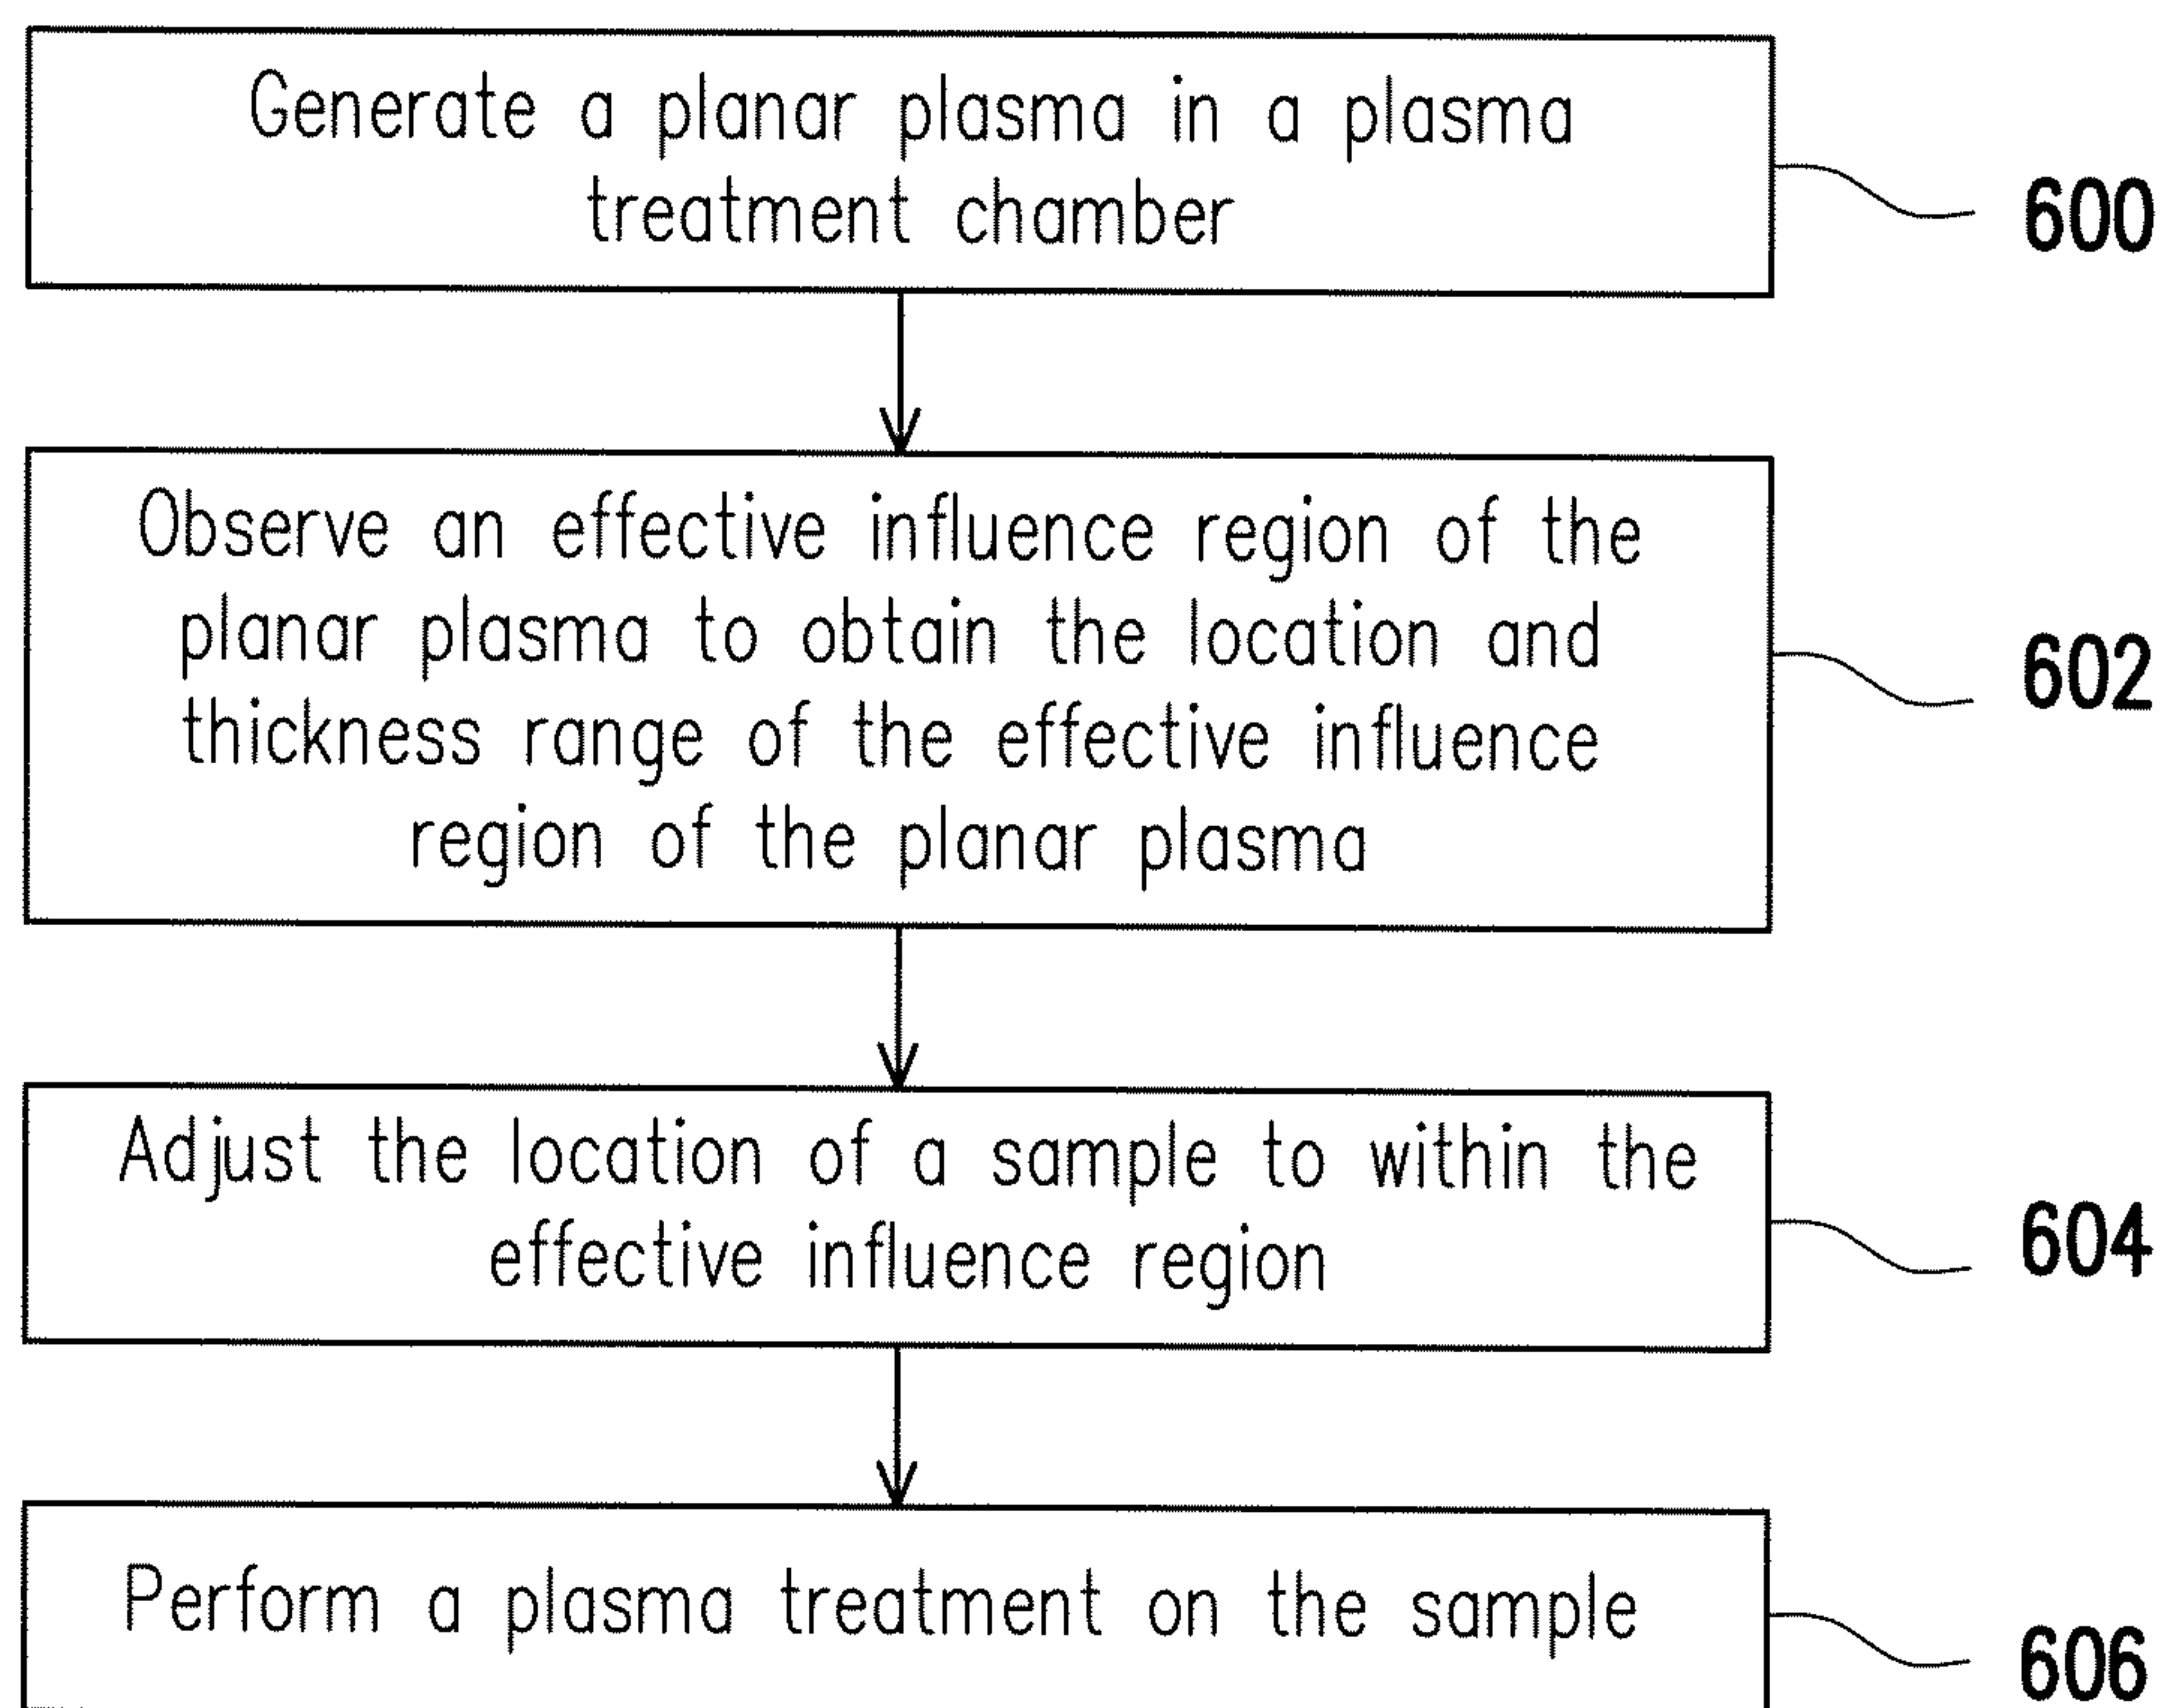 Generate a planar plasma in a plasma
treatment chamber
600
Observe an effective influence region of the
planar plasma to obtain the location and
thickness range of the effective influence
region of the planar plasma
602
Adjust the location of a sample to within the
effective influence region
604
Perform a plasma treatment on the sample
606